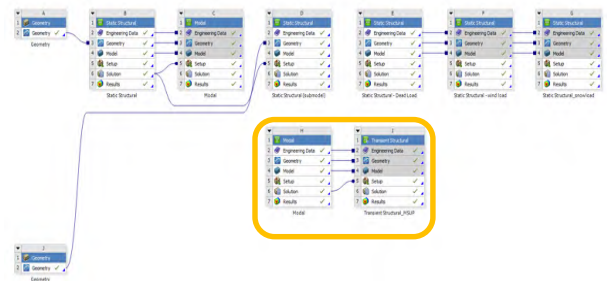 A
1 Geometry
2 Geometry
Geometry
B
1 Static Structural
2 Engineering Data
3 Geometry
4 Model
5 Setup
6 Solution
7 Results
Static Structural
C
1 Modal
2 Engineering Data
3 Geometry
4 Model
5 Setup
6 Solution
7 Results
Modal
D
1 Static Structural
2 Engineering Data
3 Geometry
4 Model
5 Setup
6 Solution
7 Results
Static Structural (submodel)
E
1 Static Structural
2 Engineering Data
3 Geometry
4 Model
5 Setup
6 Solution
7 Results
Static Structural - Dead Load
F
1 Static Structural
2 Engineering Data
3 Geometry
4 Model
5 Setup
6 Solution
7 Results
Static Structural - wind load
G
1 Static Structural
2 Engineering Data
3 Geometry
4 Model
5 Setup
6 Solution
7 Results
Static Structural_snowload
H
1 Modal
2 Engineering Data
3 Geometry
4 Model
5 Setup
6 Solution
7 Results
Modal
1 Transient Structural
2 Engineering Data
3 Geometry
4 Model
5 Setup
6 Solution
7 Results
Transient Structural_MSUP
J
1 Geometry
2 Geometry
Geometry